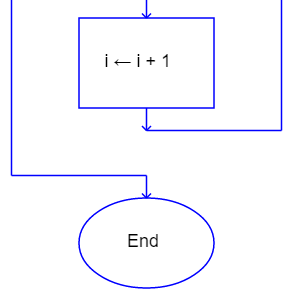 i ← i + 1
End